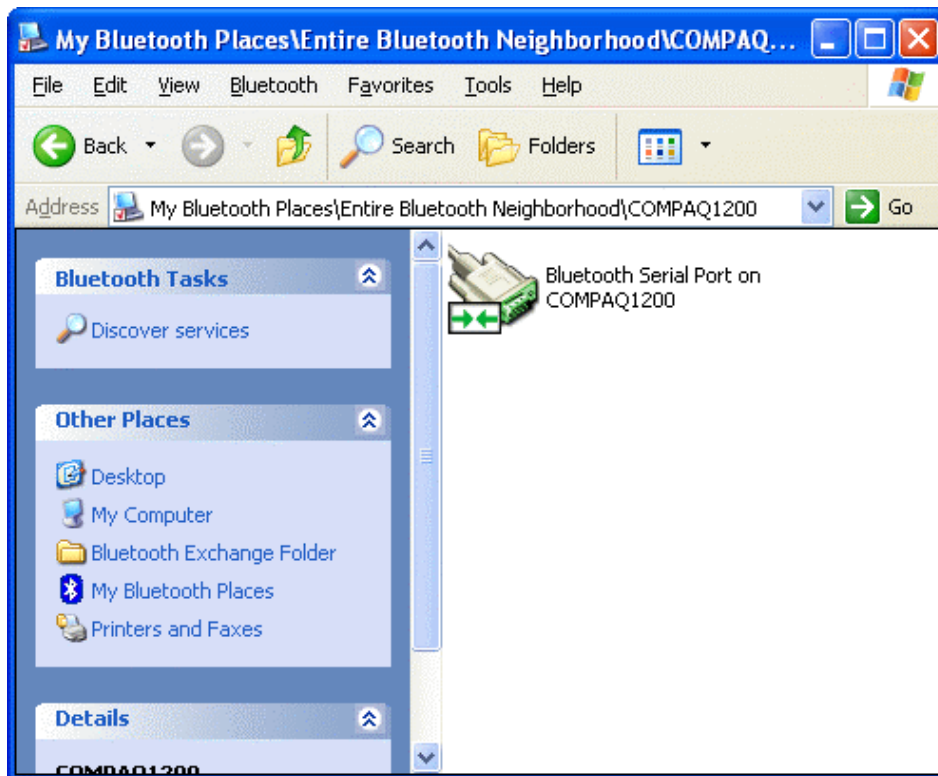 My Bluetooth Places\Entire Bluetooth Neighborhood\COMPAQ...
File Edit View Bluetooth Favorites Tools Help
Back Search Folders
Address My Bluetooth Places\Entire Bluetooth Neighborhood\COMPAQ1200 Go
Bluetooth Tasks
Discover services
Other Places
Desktop
My Computer
Bluetooth Exchange Folder
My Bluetooth Places
Printers and Faxes
Details
COMPAQ1200
Bluetooth Serial Port on
COMPAQ1200